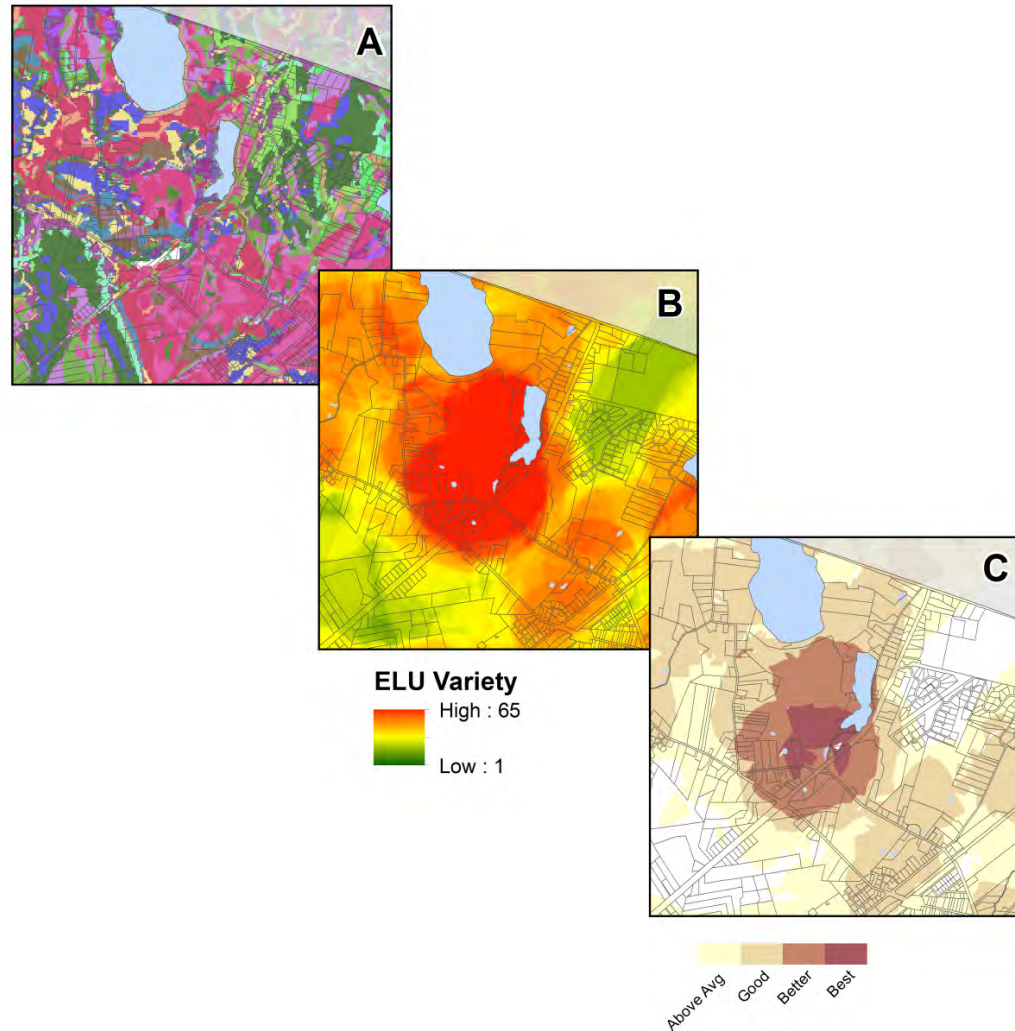 A
B
C
ELU Variety
High : 65
Low : 1
Above Avg
Good
Better
Best